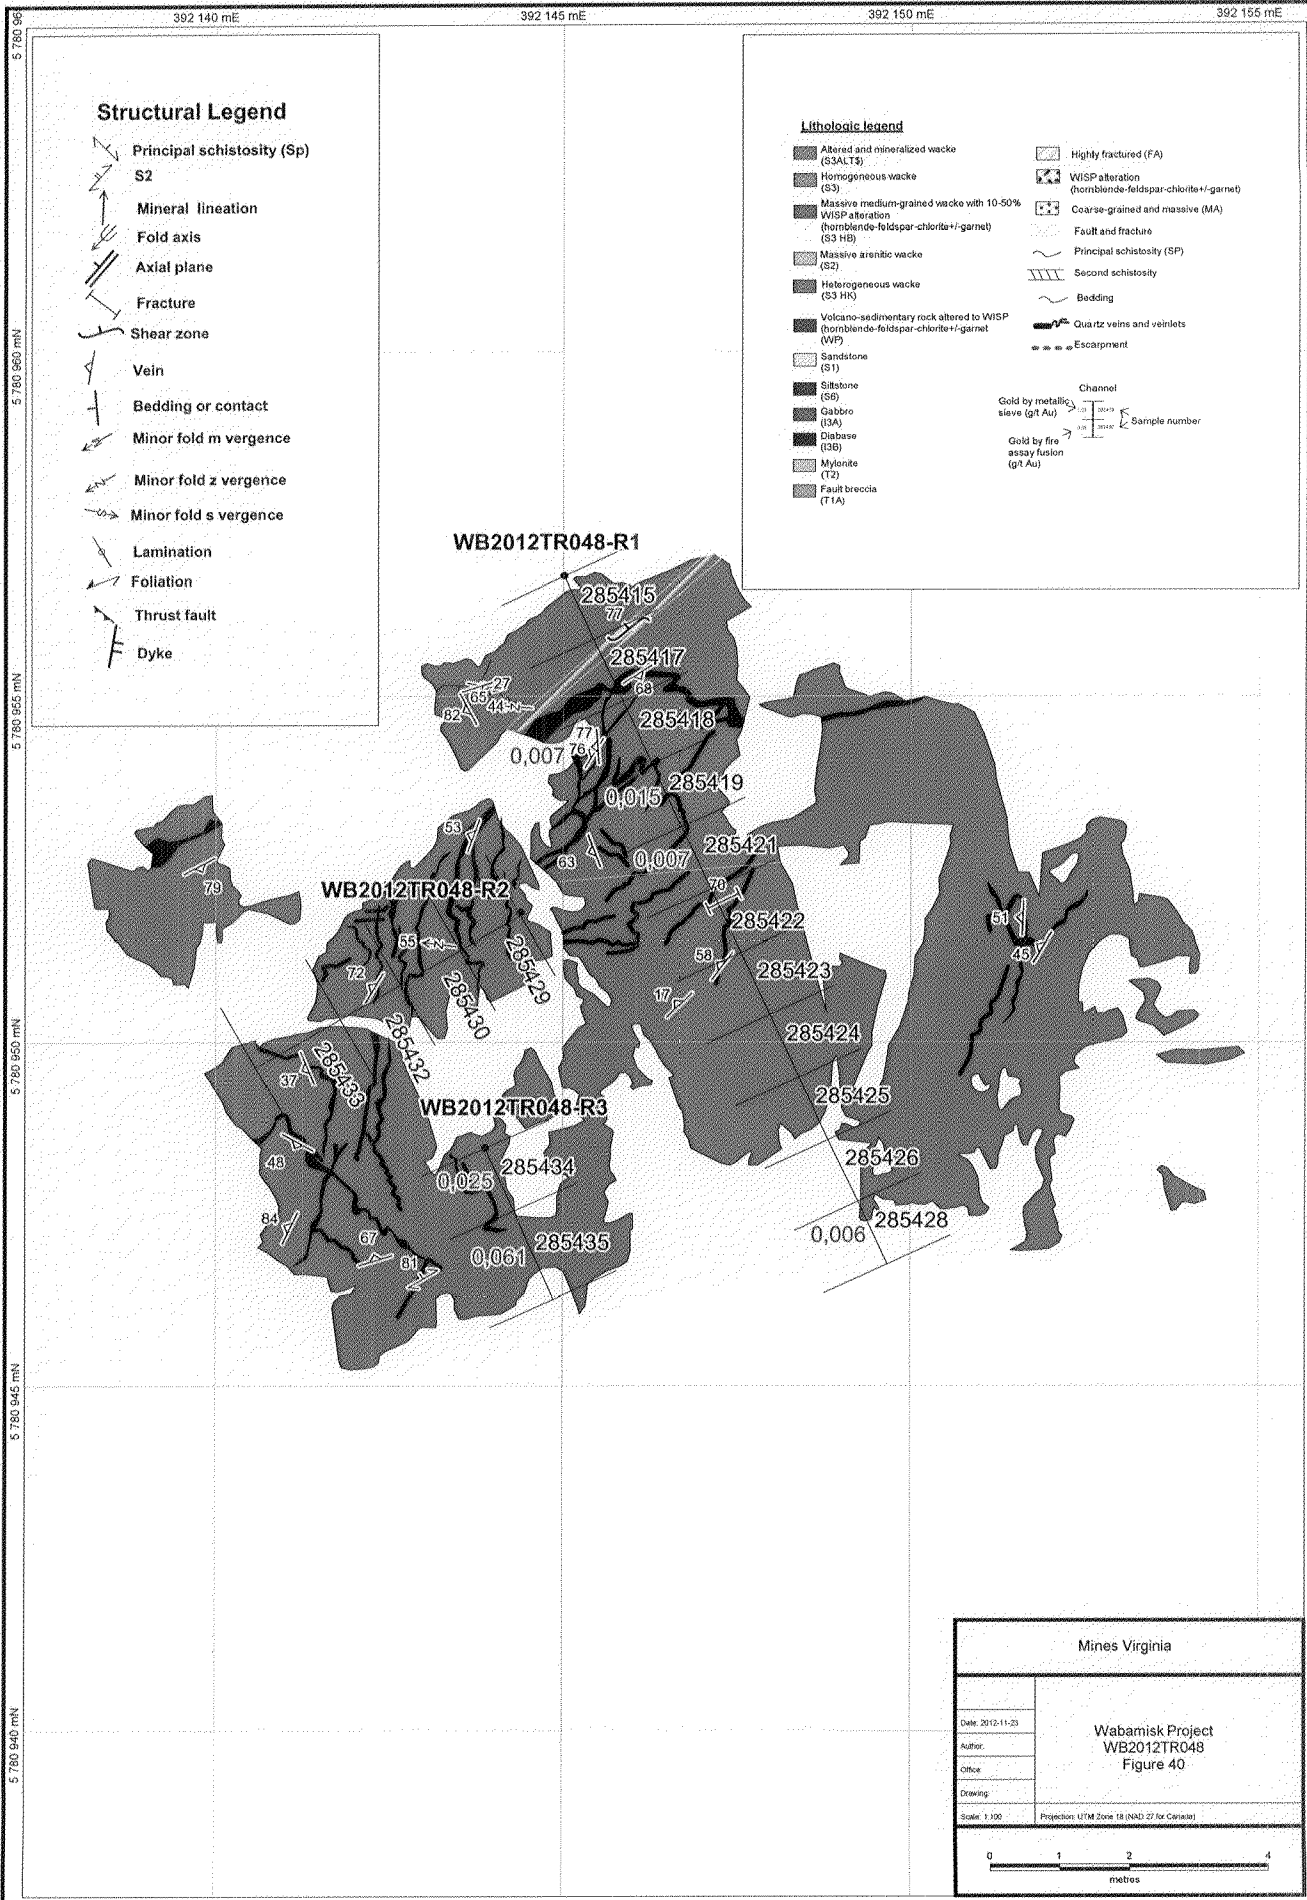 392 140 mE
392 145 mE
392 150 mE
392 155 mE
5 780 96
5 780 960 mN
5 780 955 mN
5 780 950 mN
5 780 945 mN
5 780 940 mN
Structural Legend
Principal schistosity (Sp)
S2
Mineral lineation
Fold axis
Axial plane
Fracture
Shear zone
Vein
Bedding or contact
Minor fold m vergence
Minor fold z vergence
Minor fold s vergence
Lamination
Foliation
Thrust fault
Dyke
Lithologic legend
Altered and mineralized wacke
(S3ALT$)
Homogeneous wacke
(S3)
Massive medium-grained wacke with 10-50%
WISP alteration
(hornblende-feldspar-chlorite+/-garnet)
(S3 HB)
Massive arenitic wacke
(S2)
Heterogeneous wacke
(S3 HK)
Volcano-sedimentary rock altered to WISP
(hornblende-feldspar-chlorite+/-garnet
(WP)
Sandstone
(S1)
Siltstone
(S6)
Gabbro
(I3A)
Diabase
(I3B)
Mylonite
(T2)
Fault breccia
(T1A)
Highly fractured (FA)
WISP alteration
(hornblende-feldspar-chlorite+/-garnet)
Coarse-grained and massive (MA)
Fault and fracture
Principal schistosity (SP)
Second schistosity
Bedding
Quartz veins and veinlets
Escarpment
Channel
Gold by metallic
sieve (g/t Au)
Sample number
Gold by fire
assay fusion
(g/t Au)
WB2012TR048-R1
285415
77
285417
68
27
65
44
82
285418
77
76
0,007
285419
0,015
53
63
0,007
285421
79
WB2012TR048-R2
70
285422
51
45
55
58
285423
72
17
285429
285430
285432
285433
285424
37
285425
WB2012TR048-R3
48
285434
285426
0,025
84
285428
0,006
67
81
285435
0,061
Mines Virginia
Date: 2012-11-23
Author:
Office:
Drawing:
Scale: 1:100
Wabamisk Project
WB2012TR048
Figure 40
Projection: UTM Zone 18 (NAD 27 for Canada)
0 1 2 4
metres